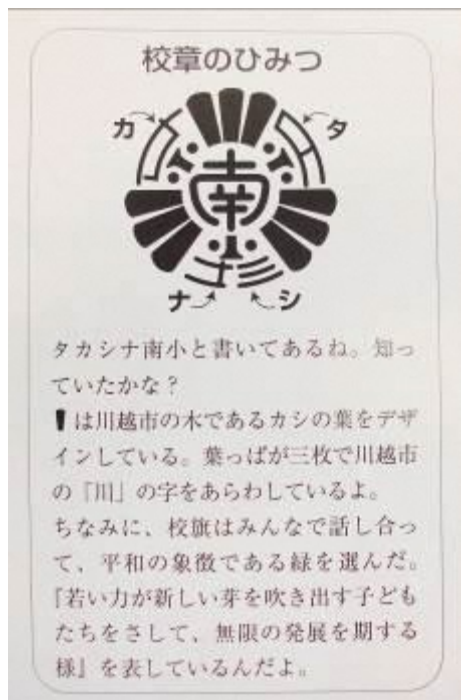 校章のひみつ
カ
タ
南
小
ナ
シ
タカシナ南小と書いてあるね。知っ
ていたかな?
は川越市の木であるカシの葉をデザ
インしている。葉っぱが三枚で川越市
の「川」の字をあらわしているよ。
ちなみに、校旗はみんなで話し合っ
て、平和の象徴である緑を選んだ。
『若い力が新しい芽を吹き出す子ども
たちをさして、無限の発展を期する
様』を表しているんだよ。